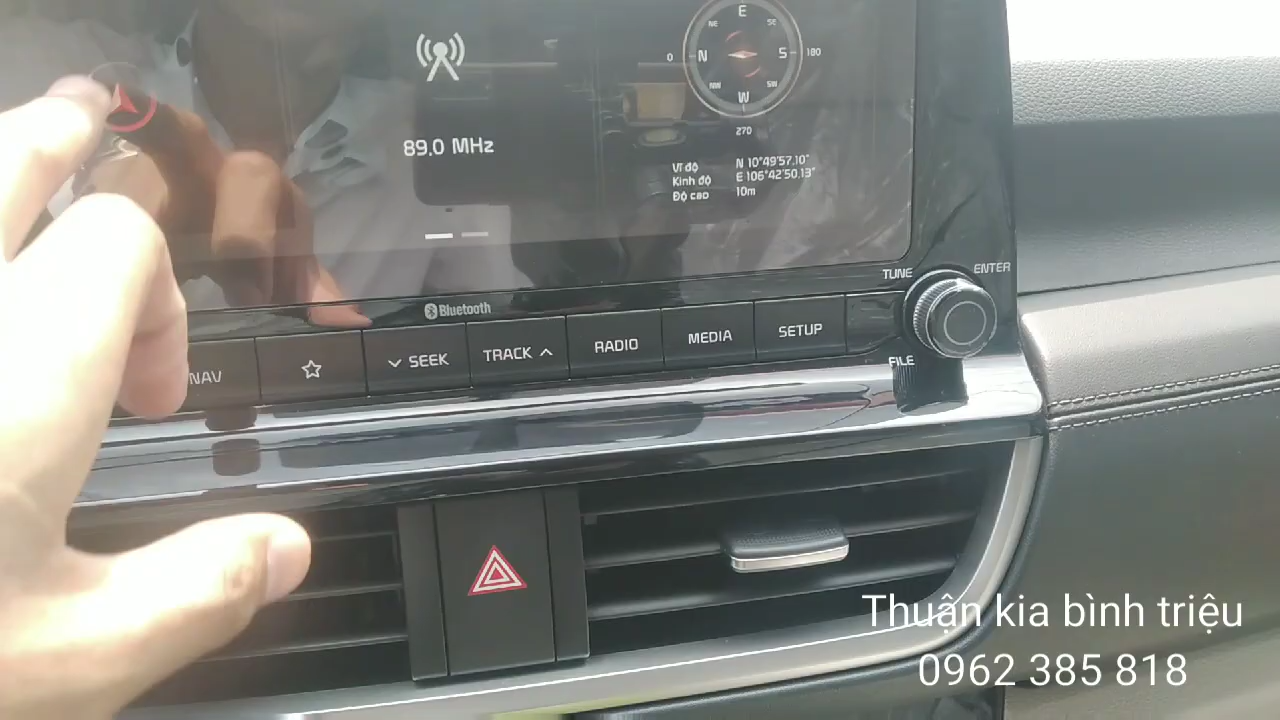 E
NE
SE
0
N
S
180
NW
SW
W
270
89.0 MHz
Vĩ độ N 10°49'57.10"
Kinh độ E 106°42'50.13"
Độ cao 10m
Bluetooth
TUNE
ENTER
NAV
SEEK
TRACK
RADIO
MEDIA
SETUP
FILE
Thuận kia bình triệu
0962 385 818